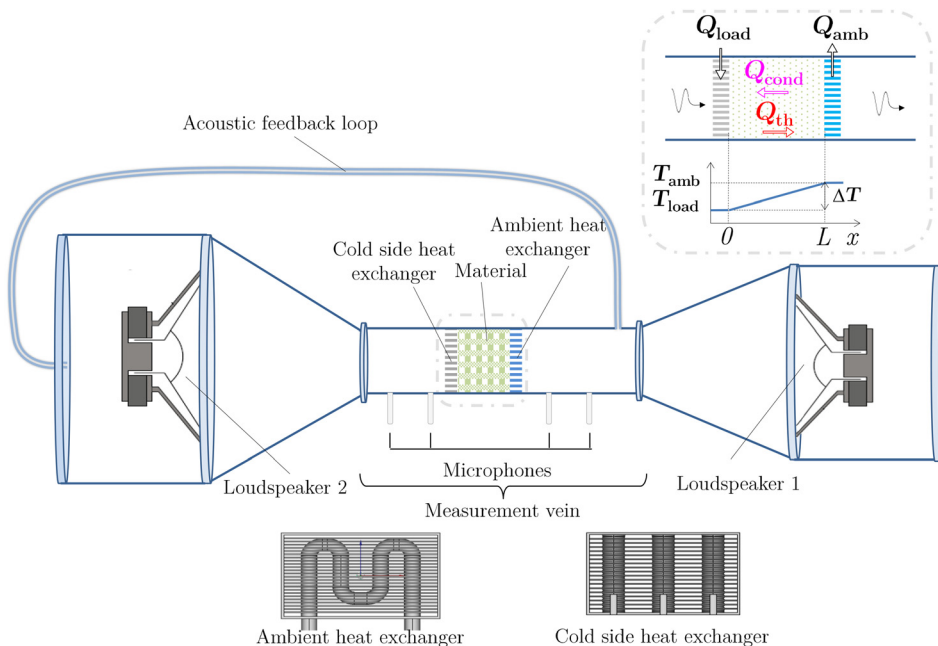 Q_load
Q_amb
Q_cond
Q_th
T_amb
T_load
ΔT
0
L
x
Acoustic feedback loop
Cold side heat
exchanger
Material
Ambient heat
exchanger
Loudspeaker 2
Microphones
Loudspeaker 1
Measurement vein
Ambient heat exchanger
Cold side heat exchanger